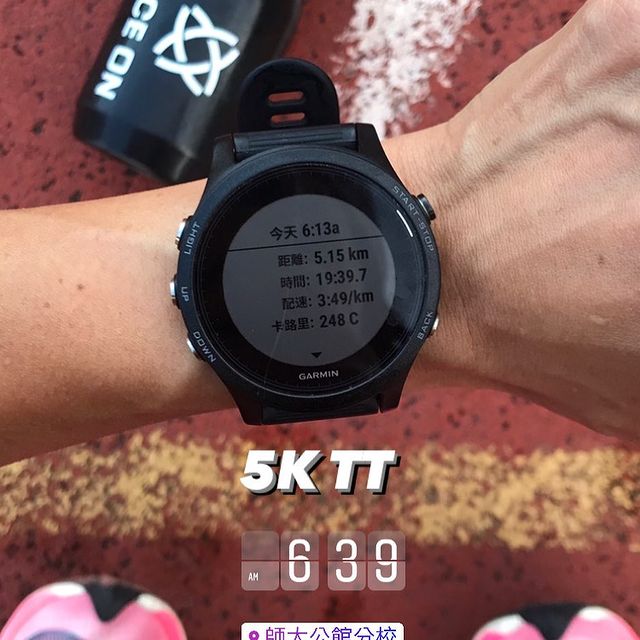 CE ON
LIGHT
START·STOP
UP
DOWN
BACK
今天 6:13a
距離: 5.15 km
時間: 19:39.7
配速: 3:49/km
卡路里: 248 C
GARMIN
5K TT
AM 6 39
師大公館分校